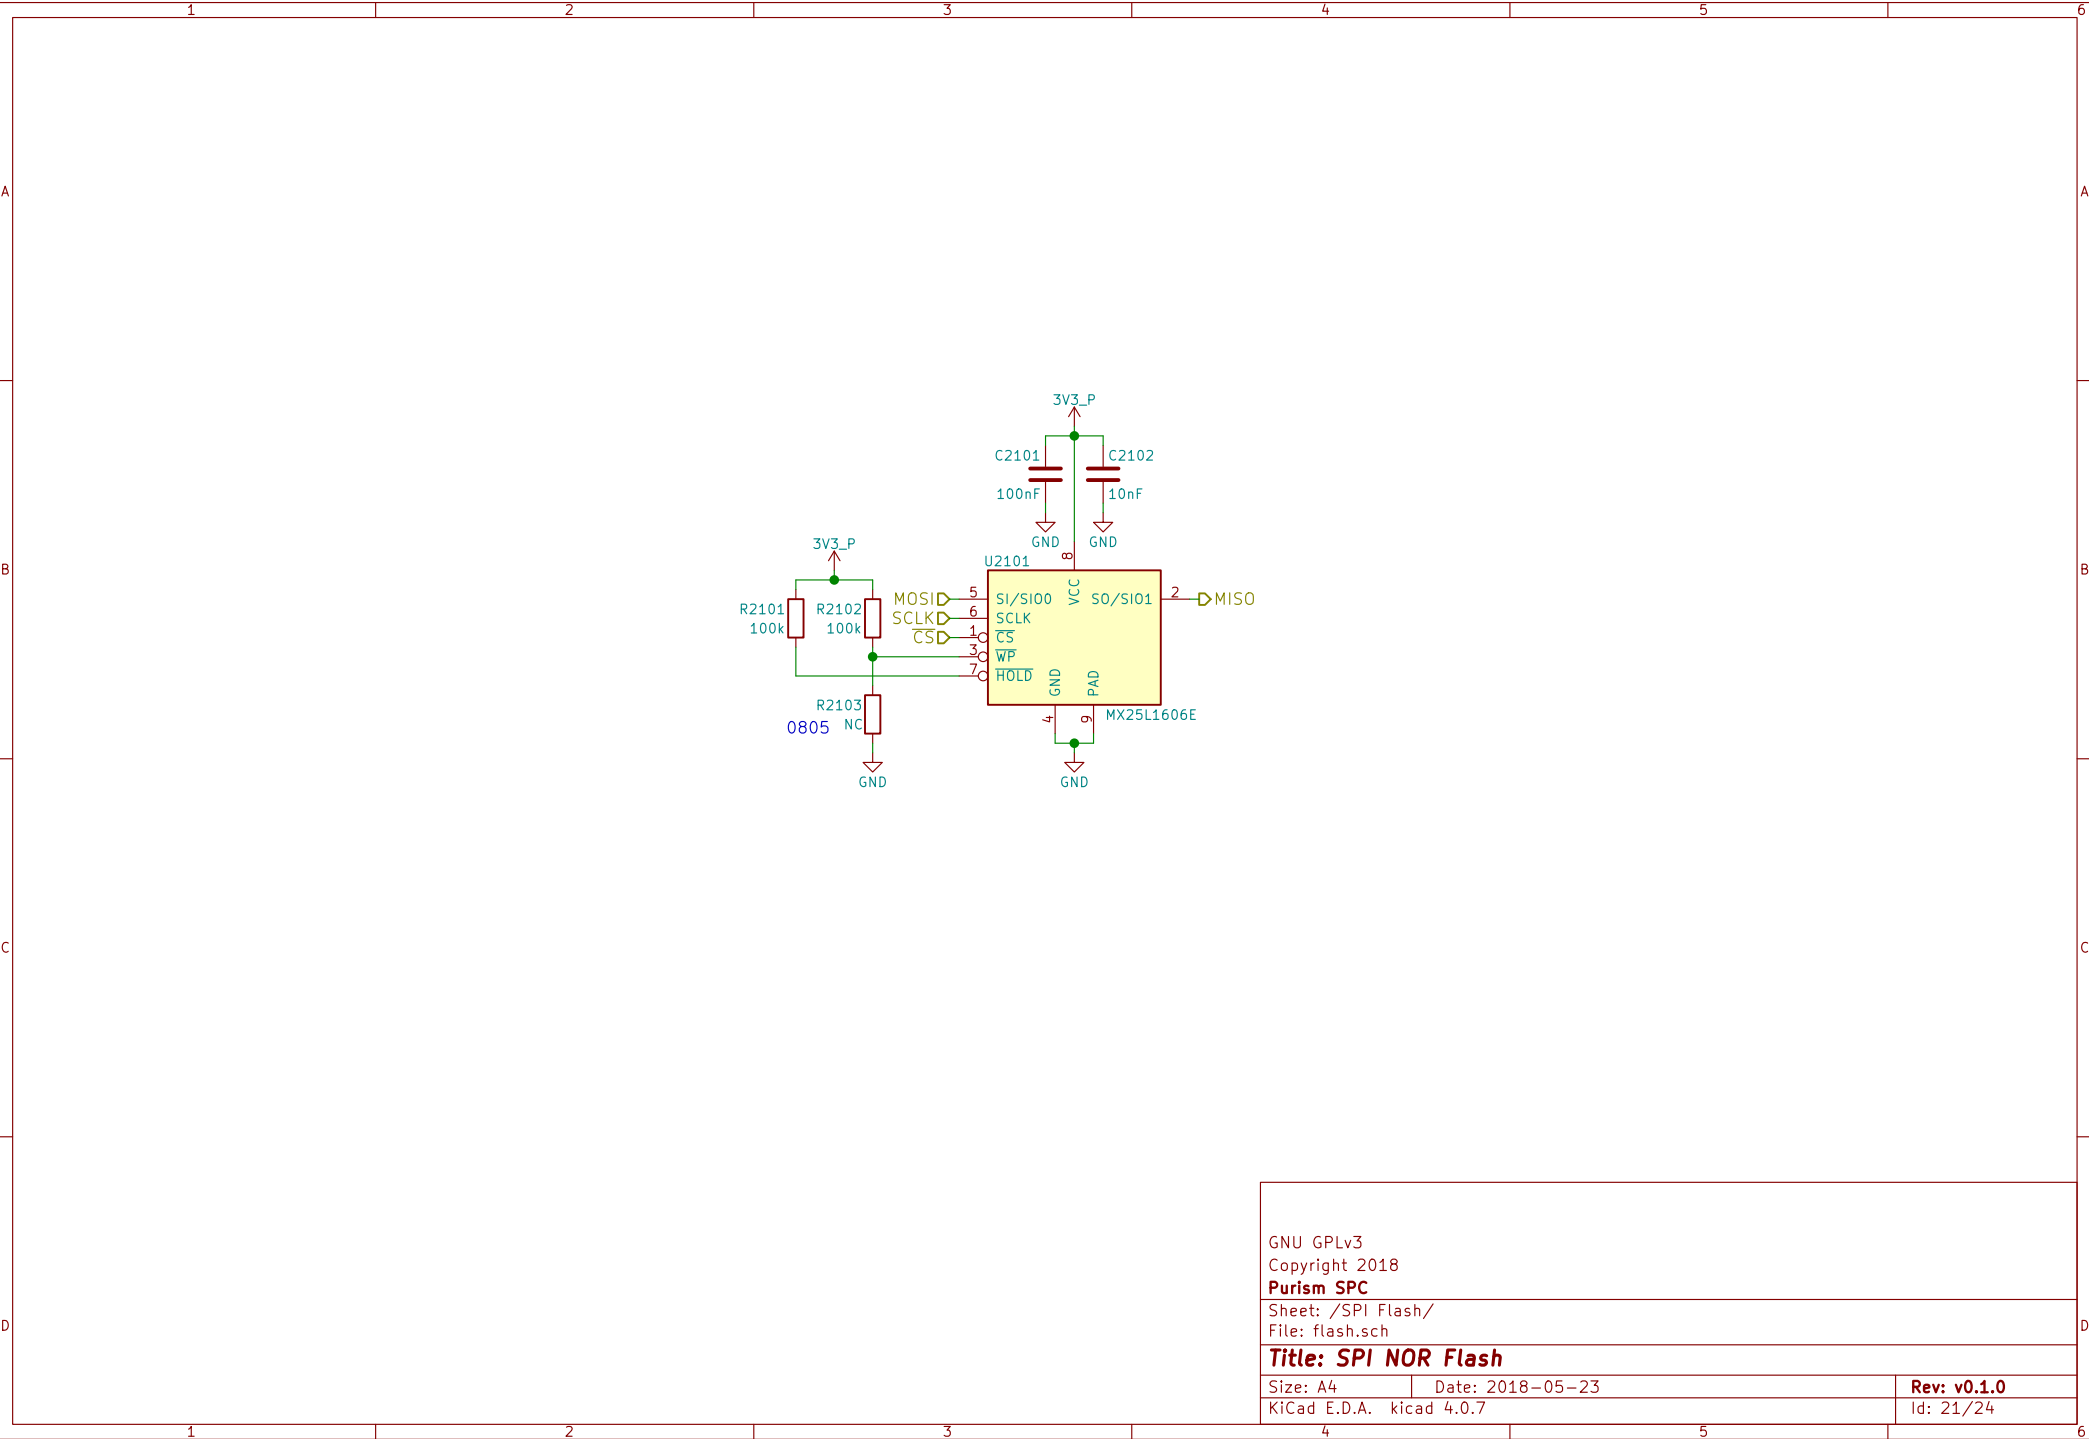 1 2 3 4 5 6
A A
3V3_P
C2101 C2102
100nF 10nF
GND GND
3V3_P
B B
U2101
8
VCC
R2101 R2102
100k 100k
MOSI 5 SI/SIO0 SO/SIO1 2 MISO
SCLK 6 SCLK
CS 1 CS
3 WP
7 HOLD
GND PAD
4 9
MX25L1606E
R2103
NC
0805
GND GND
C C
GNU GPLv3
Copyright 2018
Purism SPC
Sheet: /SPI Flash/
File: flash.sch
D D
Title: SPI NOR Flash
Size: A4 Date: 2018-05-23 Rev: v0.1.0
KiCad E.D.A. kicad 4.0.7 Id: 21/24
1 2 3 4 5 6